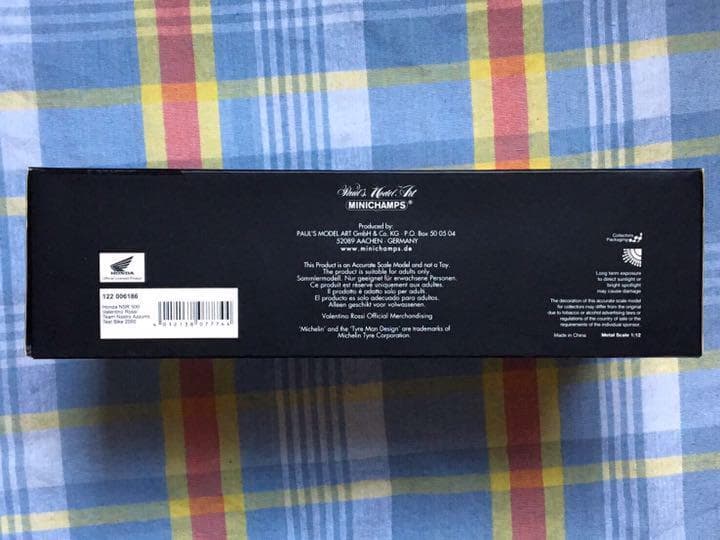 Paul's Model Art
MINICHAMPS®
Produced by:
PAUL'S MODEL ART GmbH & Co. KG · P.O. Box 50 05 04
52089 AACHEN · GERMANY
www.minichamps.de
This Product is an Accurate Scale Model and not a Toy.
The product is suitable for adults only.
Sammlermodell. Nur geeignet für erwachsene Personen.
Ce produit est réservé uniquement aux adultes.
Il prodotto è adatto solo per adulti.
El producto es solo adecuado para adultos.
Alleen geschikt voor volwassenen.
Valentino Rossi Official Merchandising
'Michelin' and the 'Tyre Man Design' are trademarks of
Michelin Tyre Corporation.
HONDA
Official Licensed Product
122 006186
Honda NSR 500
Valentino Rossi
Team Nastro Azzurro
Test Bike 2000
4 012138 077744
Collectors
Packaging
Long term exposure
to direct sunlight or
bright spotlight
may cause damage
The decoration of this accurate scale model
for collectors may differ from the original
due to tobacco or alcohol advertising laws or
regulations of the country of sale or the
requirements of the individual sponsor.
Made in China
Metal Scale 1:12